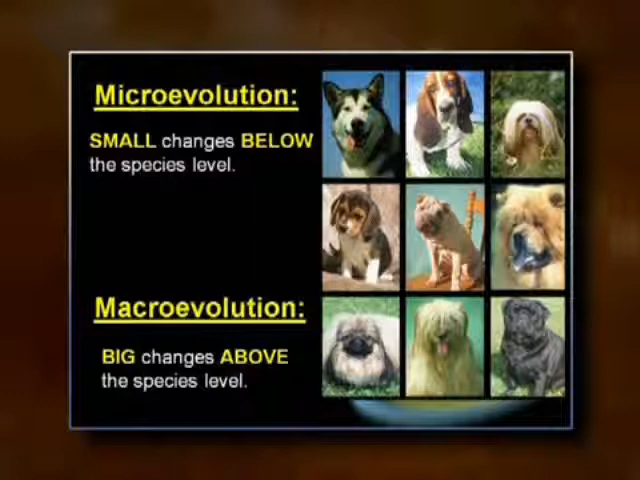 Microevolution:
SMALL changes BELOW
the species level.
Macroevolution:
BIG changes ABOVE
the species level.